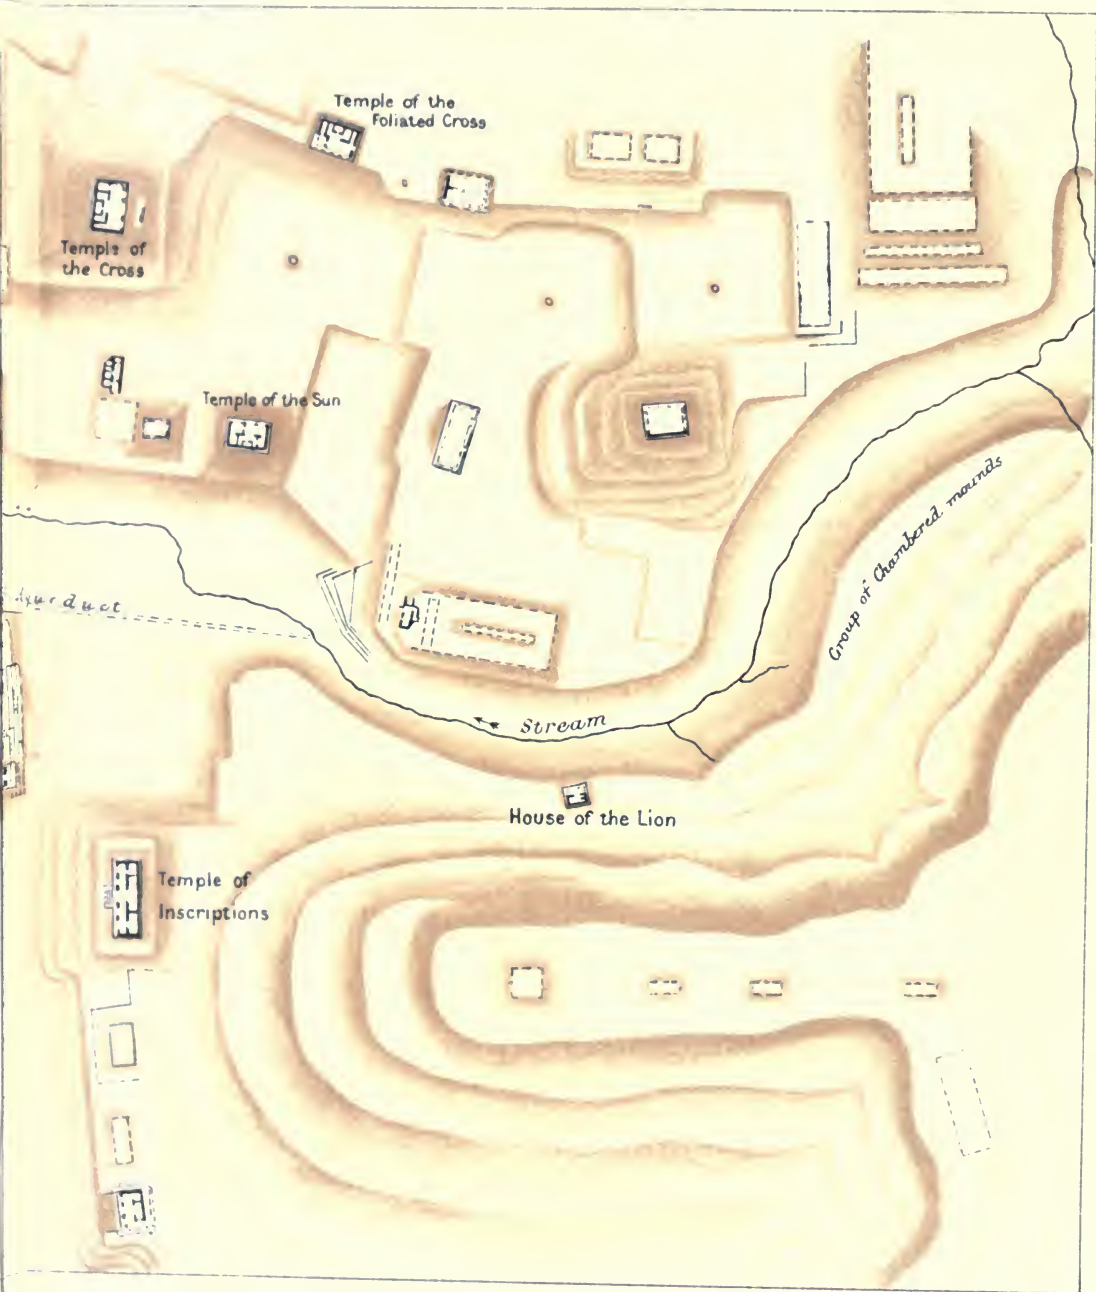 Temple of the
Foliated Cross
Temple of
the Cross
Temple of the Sun
Group of Chambered mounds
Aqueduct
Stream
House of the Lion
Temple of
Inscriptions